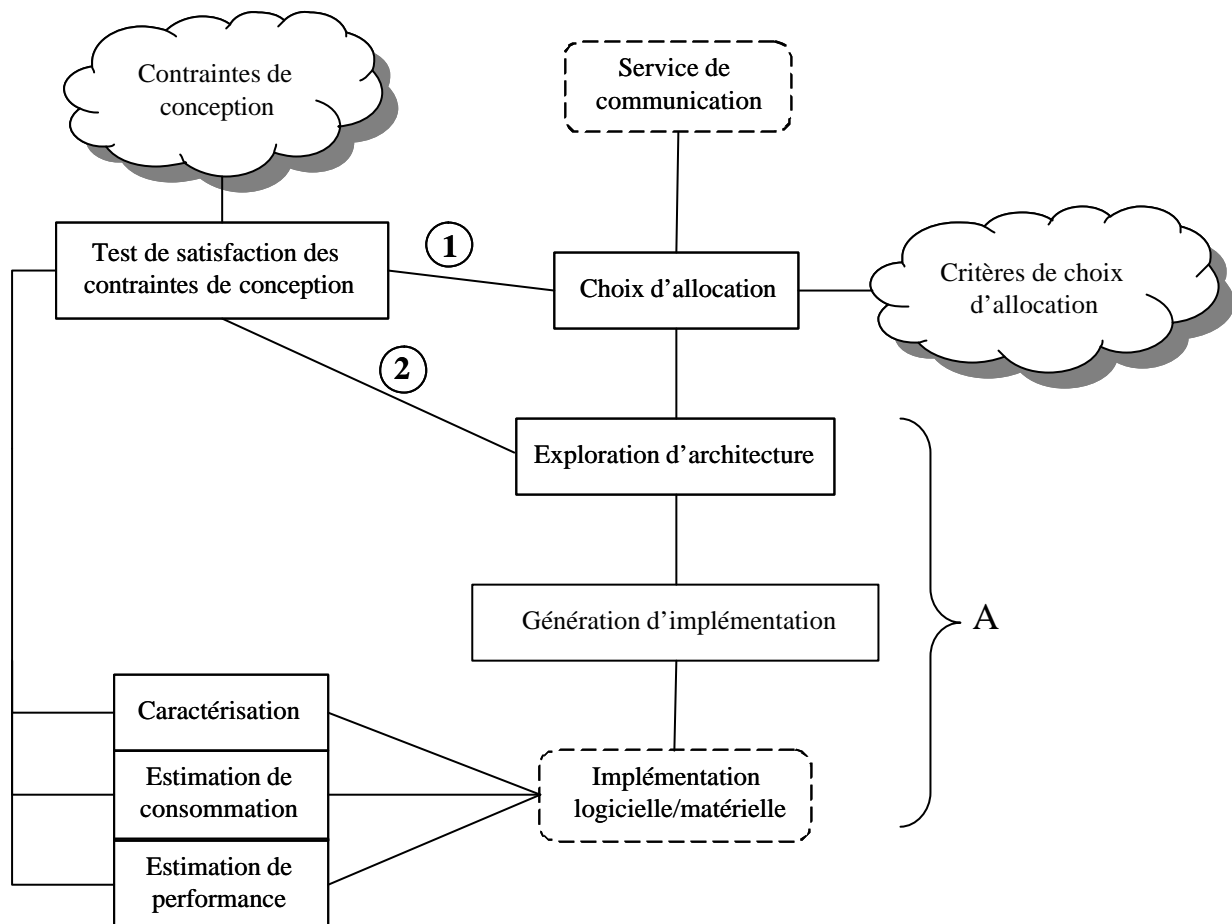 Contraintes de
conception
Service de
communication
Test de satisfaction des
contraintes de conception
1
Choix d’allocation
Critères de choix
d’allocation
2
Exploration d’architecture
Génération d’implémentation
A
Caractérisation
Estimation de
consommation
Estimation de
performance
Implémentation
logicielle/matérielle